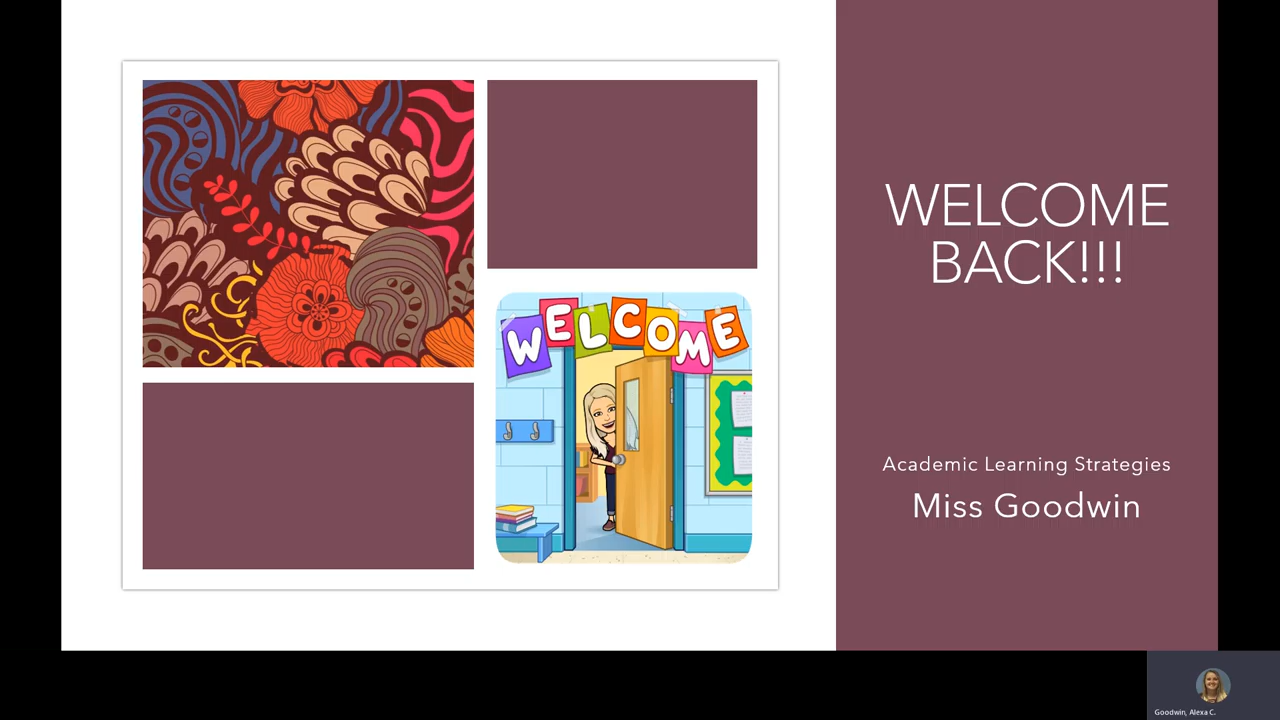 WELCOME
WELCOME
BACK!!!
Academic Learning Strategies
Miss Goodwin
Goodwin, Alexa C.